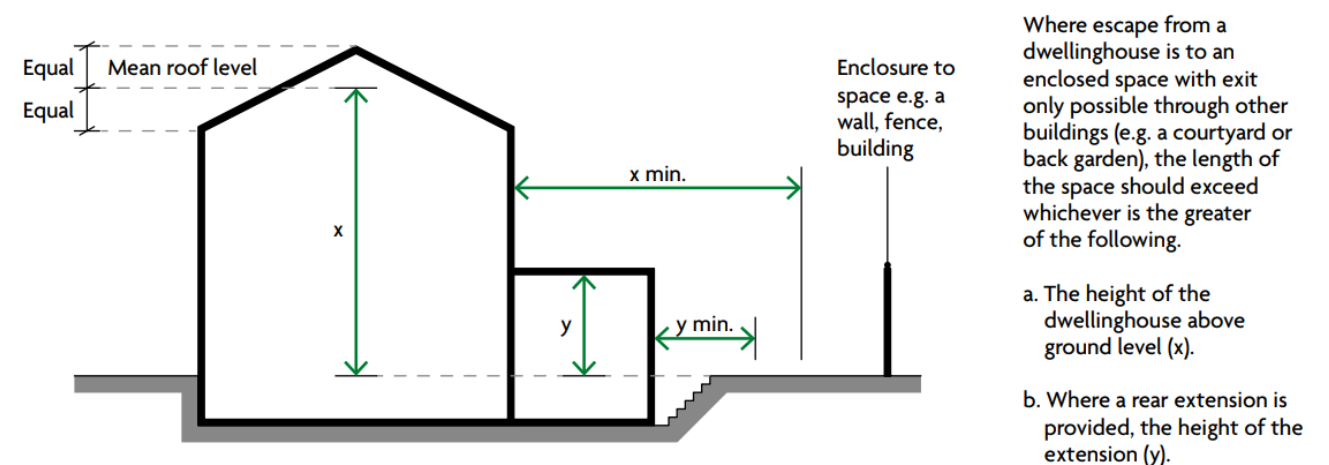 Equal
Mean roof level
Equal
x
y
x min.
y min.
Enclosure to
space e.g. a
wall, fence,
building
Where escape from a
dwellinghouse is to an
enclosed space with exit
only possible through other
buildings (e.g. a courtyard or
back garden), the length of
the space should exceed
whichever is the greater
of the following.
a. The height of the
dwellinghouse above
ground level (x).
b. Where a rear extension is
provided, the height of the
extension (y).